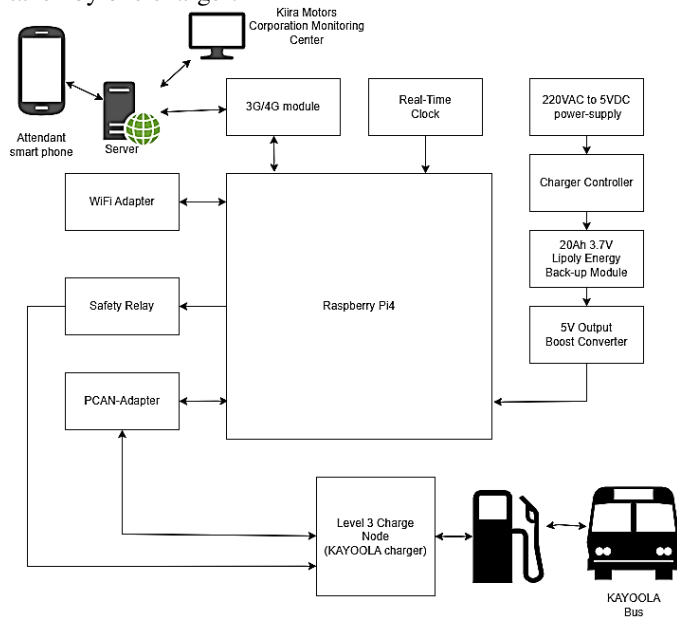 Kiira Motors
Corporation Monitoring
Center
Attendant
smart phone
Server
3G/4G module
Real-Time
Clock
220VAC to 5VDC
power-supply
WiFi Adapter
Charger Controller
20Ah 3.7V
Lipoly Energy
Back-up Module
Safety Relay
Raspberry Pi4
5V Output
Boost Converter
PCAN-Adapter
Level 3 Charge
Node
(KAYOOLA charger)
KAYOOLA
Bus